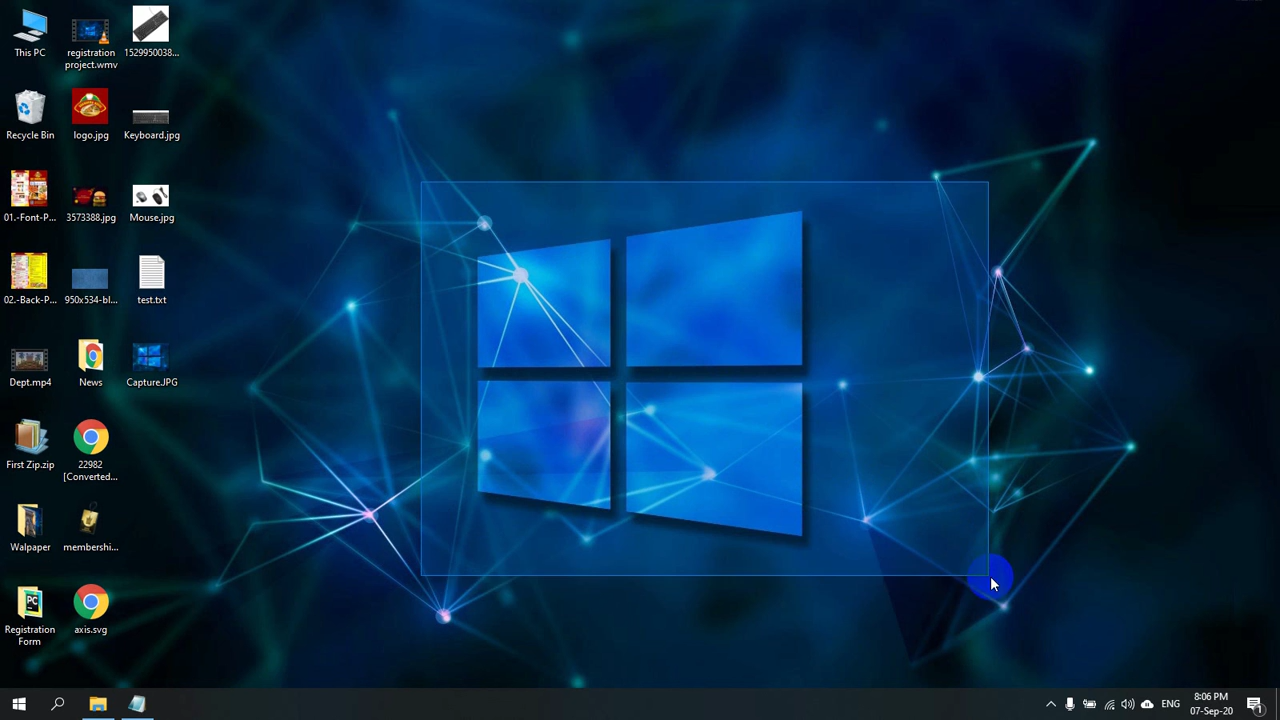 This PC
registration
project.wmv
1529950038...
Recycle Bin
logo.jpg
Keyboard.jpg
01.-Font-P...
3573388.jpg
Mouse.jpg
02.-Back-P...
950x534-bl...
test.txt
Dept.mp4
News
Capture.JPG
First Zip.zip
22982
[Converted...
Walpaper
membershi...
Registration
Form
axis.svg
ENG
8:06 PM
07-Sep-20
1